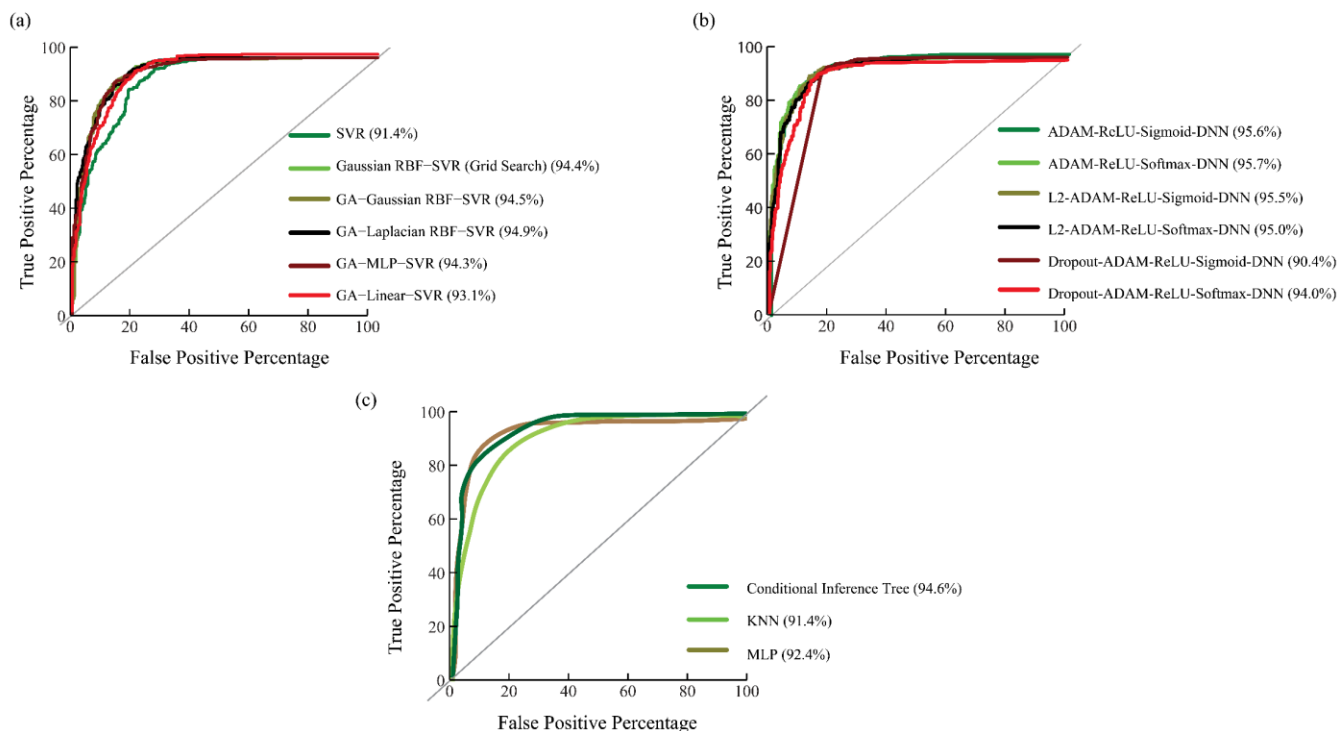 (a)
100
80
60
40
20
0
True Positive Percentage
0
20
40
60
80
100
False Positive Percentage
SVR (91.4%)
Gaussian RBF−SVR (Grid Search) (94.4%)
GA−Gaussian RBF−SVR (94.5%)
GA−Laplacian RBF−SVR (94.9%)
GA−MLP−SVR (94.3%)
GA−Linear−SVR (93.1%)
(b)
100
80
60
40
20
0
True Positive Percentage
0
20
40
60
80
100
False Positive Percentage
ADAM-ReLU-Sigmoid-DNN (95.6%)
ADAM-ReLU-Softmax-DNN (95.7%)
L2-ADAM-ReLU-Sigmoid-DNN (95.5%)
L2-ADAM-ReLU-Softmax-DNN (95.0%)
Dropout-ADAM-ReLU-Sigmoid-DNN (90.4%)
Dropout-ADAM-ReLU-Softmax-DNN (94.0%)
(c)
100
80
60
40
20
0
True Positive Percentage
0
20
40
60
80
100
False Positive Percentage
Conditional Inference Tree (94.6%)
KNN (91.4%)
MLP (92.4%)